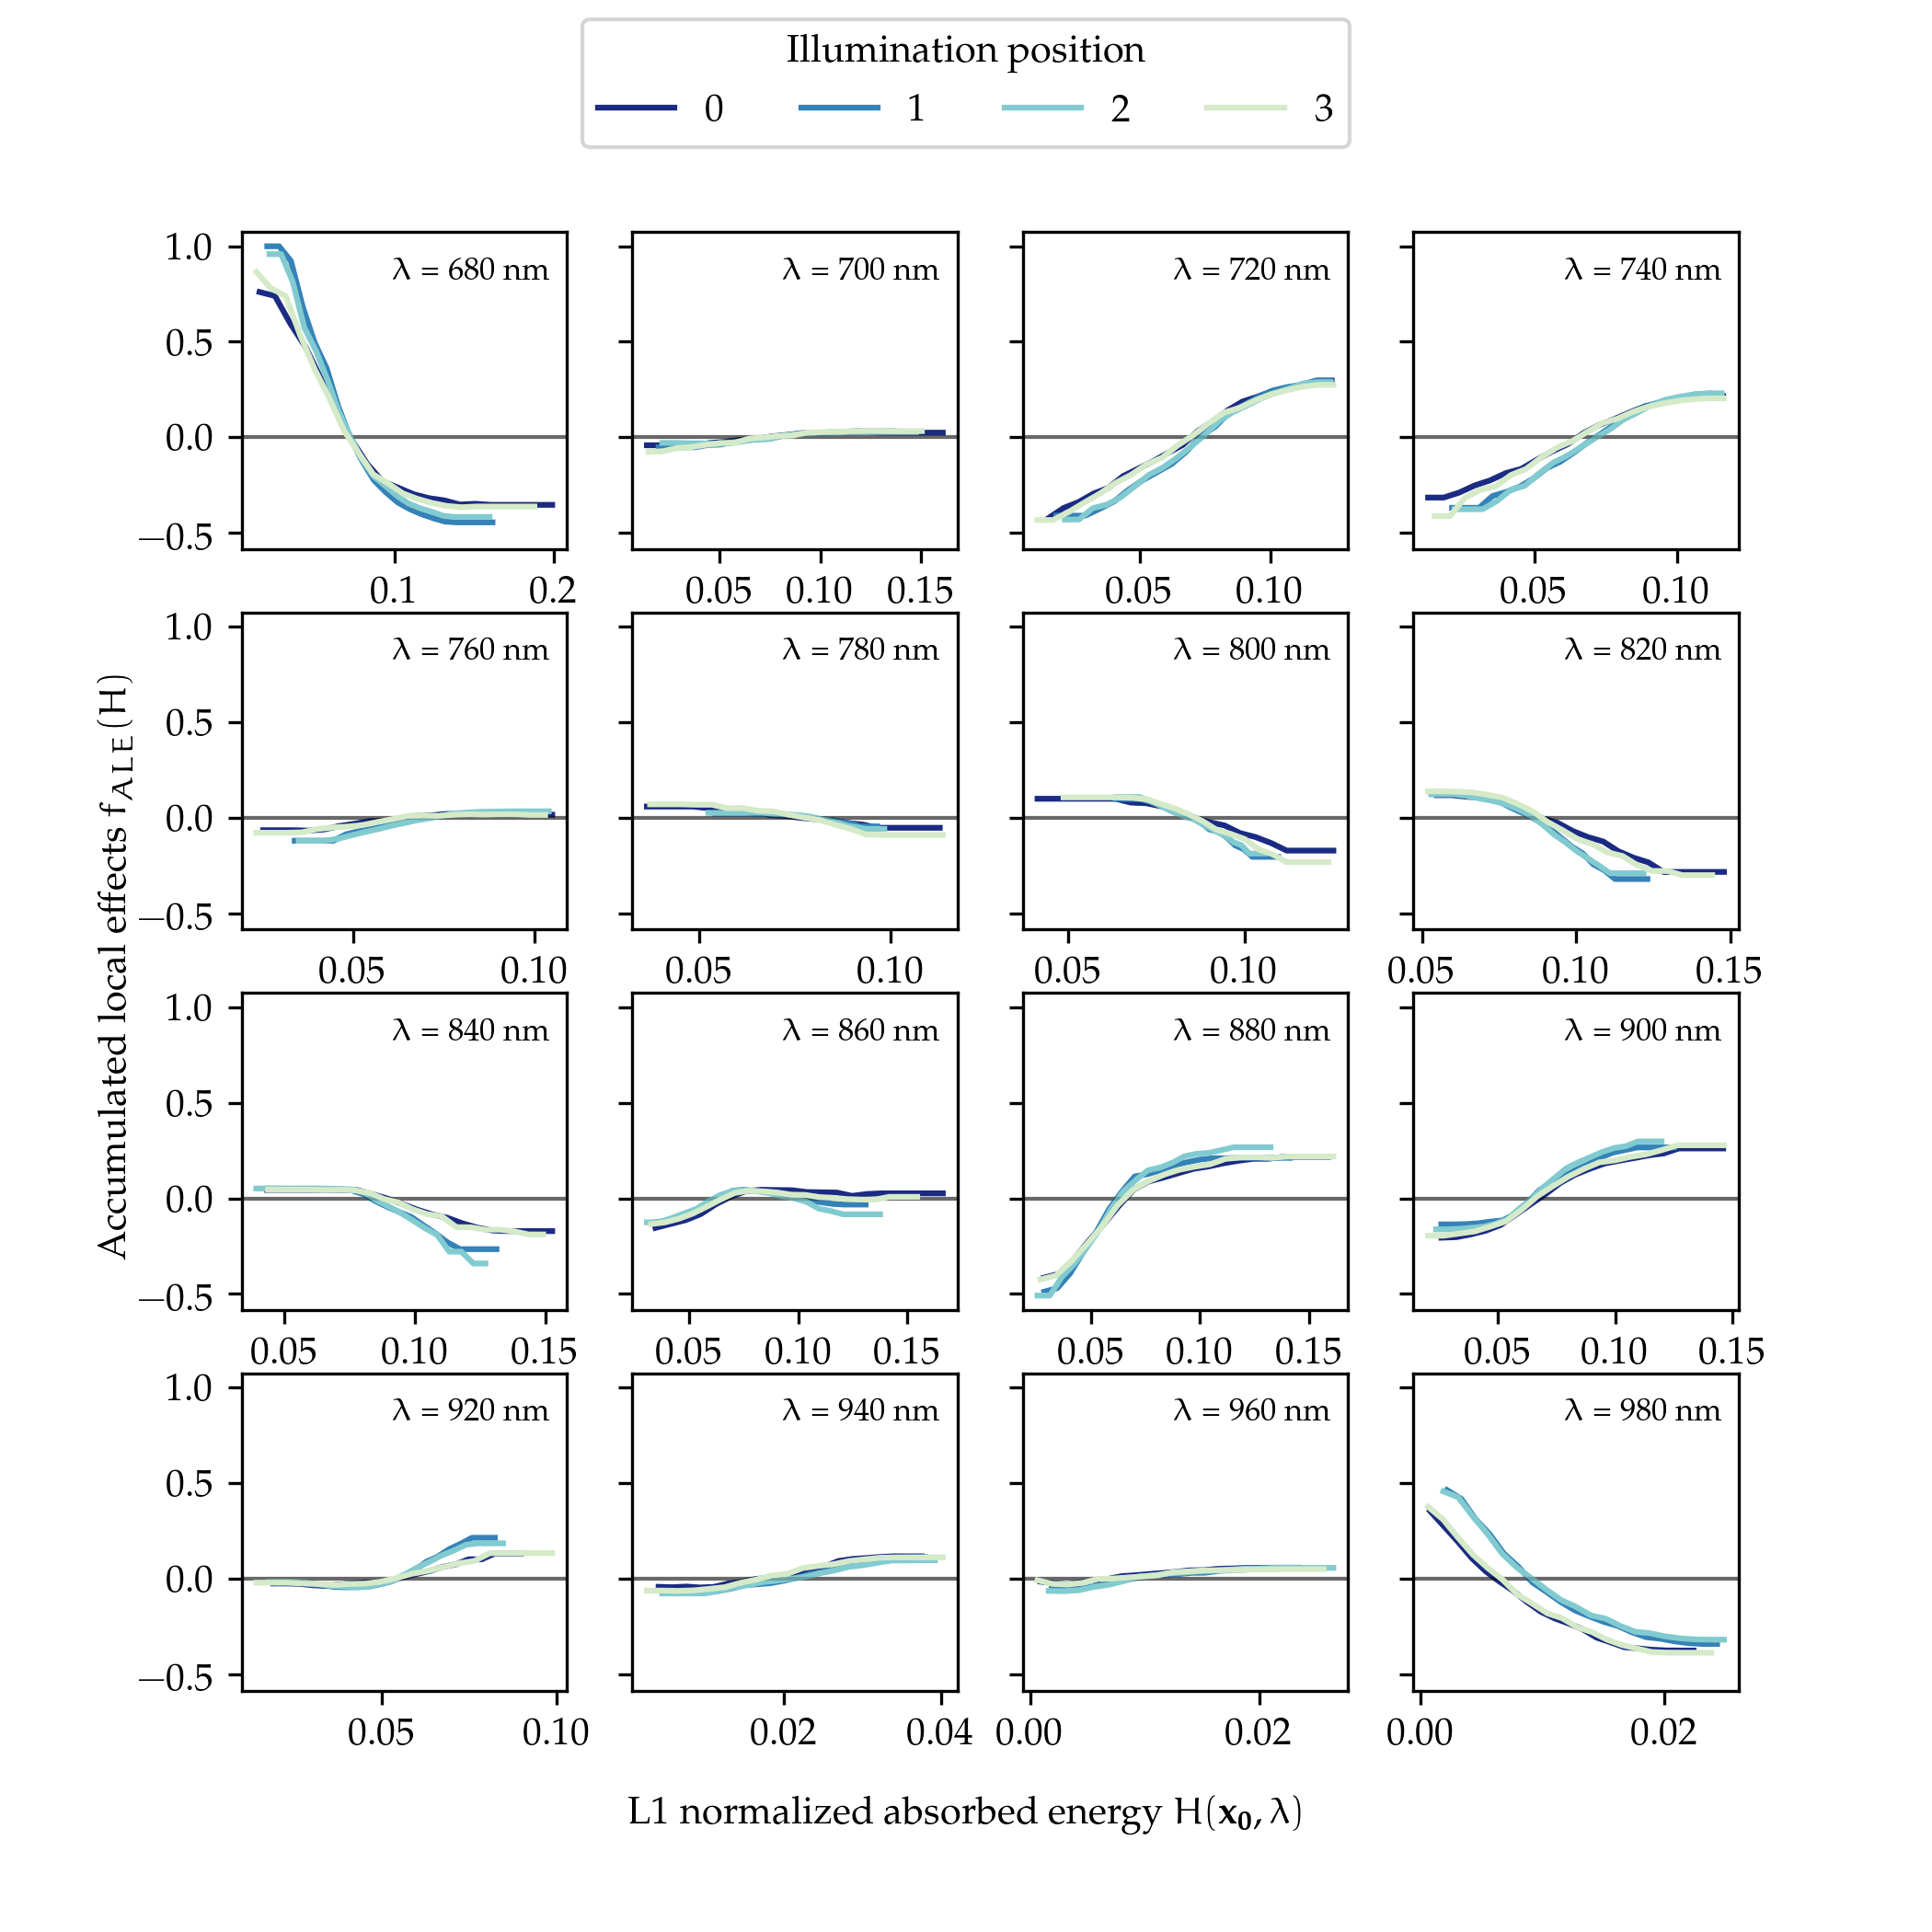 Illumination position
0 1 2 3
1.0
0.5
0.0
−0.5
λ = 680 nm
0.1 0.2
λ = 700 nm
0.05 0.10 0.15
λ = 720 nm
0.05 0.10
λ = 740 nm
0.05 0.10
1.0
0.5
0.0
−0.5
λ = 760 nm
0.05 0.10
λ = 780 nm
0.05 0.10
λ = 800 nm
0.05 0.10
λ = 820 nm
0.05 0.10 0.15
1.0
0.5
0.0
−0.5
λ = 840 nm
0.05 0.10 0.15
λ = 860 nm
0.05 0.10 0.15
λ = 880 nm
0.05 0.10 0.15
λ = 900 nm
0.05 0.10 0.15
1.0
0.5
0.0
−0.5
λ = 920 nm
0.05 0.10
λ = 940 nm
0.02 0.04
λ = 960 nm
0.00 0.02
λ = 980 nm
0.00 0.02
Accumulated local effects f_ALE(H)
L1 normalized absorbed energy H(x₀, λ)